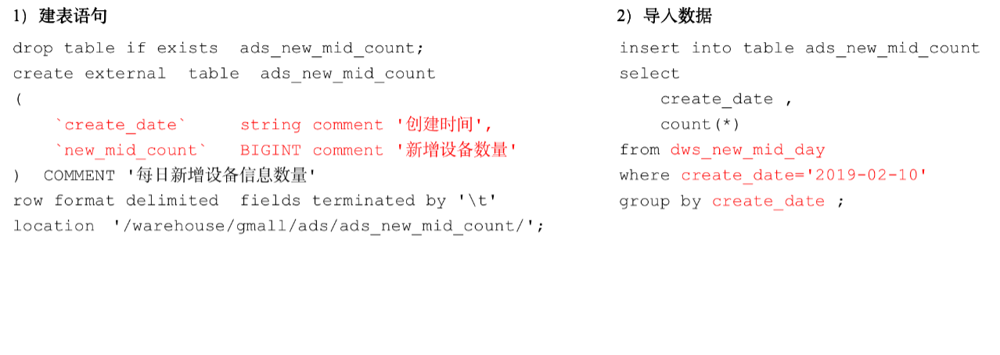 1）建表语句
drop table if exists  ads_new_mid_count;
create external  table  ads_new_mid_count
(
    `create_date`     string comment '创建时间',
    `new_mid_count`   BIGINT comment '新增设备数量'
)  COMMENT '每日新增设备信息数量'
row format delimited  fields terminated by '\t'
location  '/warehouse/gmall/ads/ads_new_mid_count/';
2）导入数据
insert into table ads_new_mid_count
select
    create_date ,
    count(*)
from dws_new_mid_day
where create_date='2019-02-10'
group by create_date ;